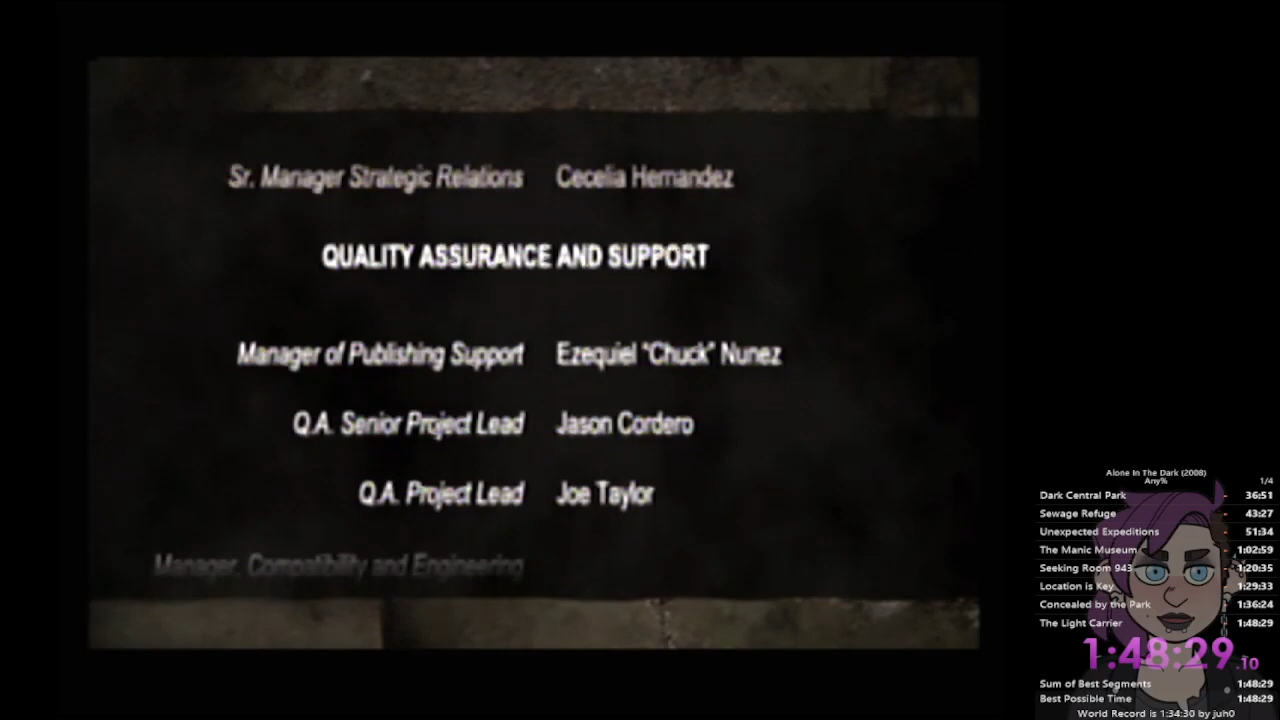 Sr. Manager Strategic Relations Cecelia Hernandez
QUALITY ASSURANCE AND SUPPORT
Manager of Publishing Support Ezequiel "Chuck" Nunez
Q.A. Senior Project Lead Jason Cordero
Q.A. Project Lead Joe Taylor
Manager, Compatibility and Engineering
Alone In The Dark (2008)
Any% 1/4
Dark Central Park - 36:51
Sewage Refuge - 43:27
Unexpected Expeditions - 51:34
The Manic Museum - 1:02:59
Seeking Room 943 - 1:20:35
Location is Key - 1:29:33
Concealed by the Park - 1:36:24
The Light Carrier - 1:48:29
1:48:29.10
Sum of Best Segments 1:48:29
Best Possible Time 1:48:29
World Record is 1:34:30 by juh0